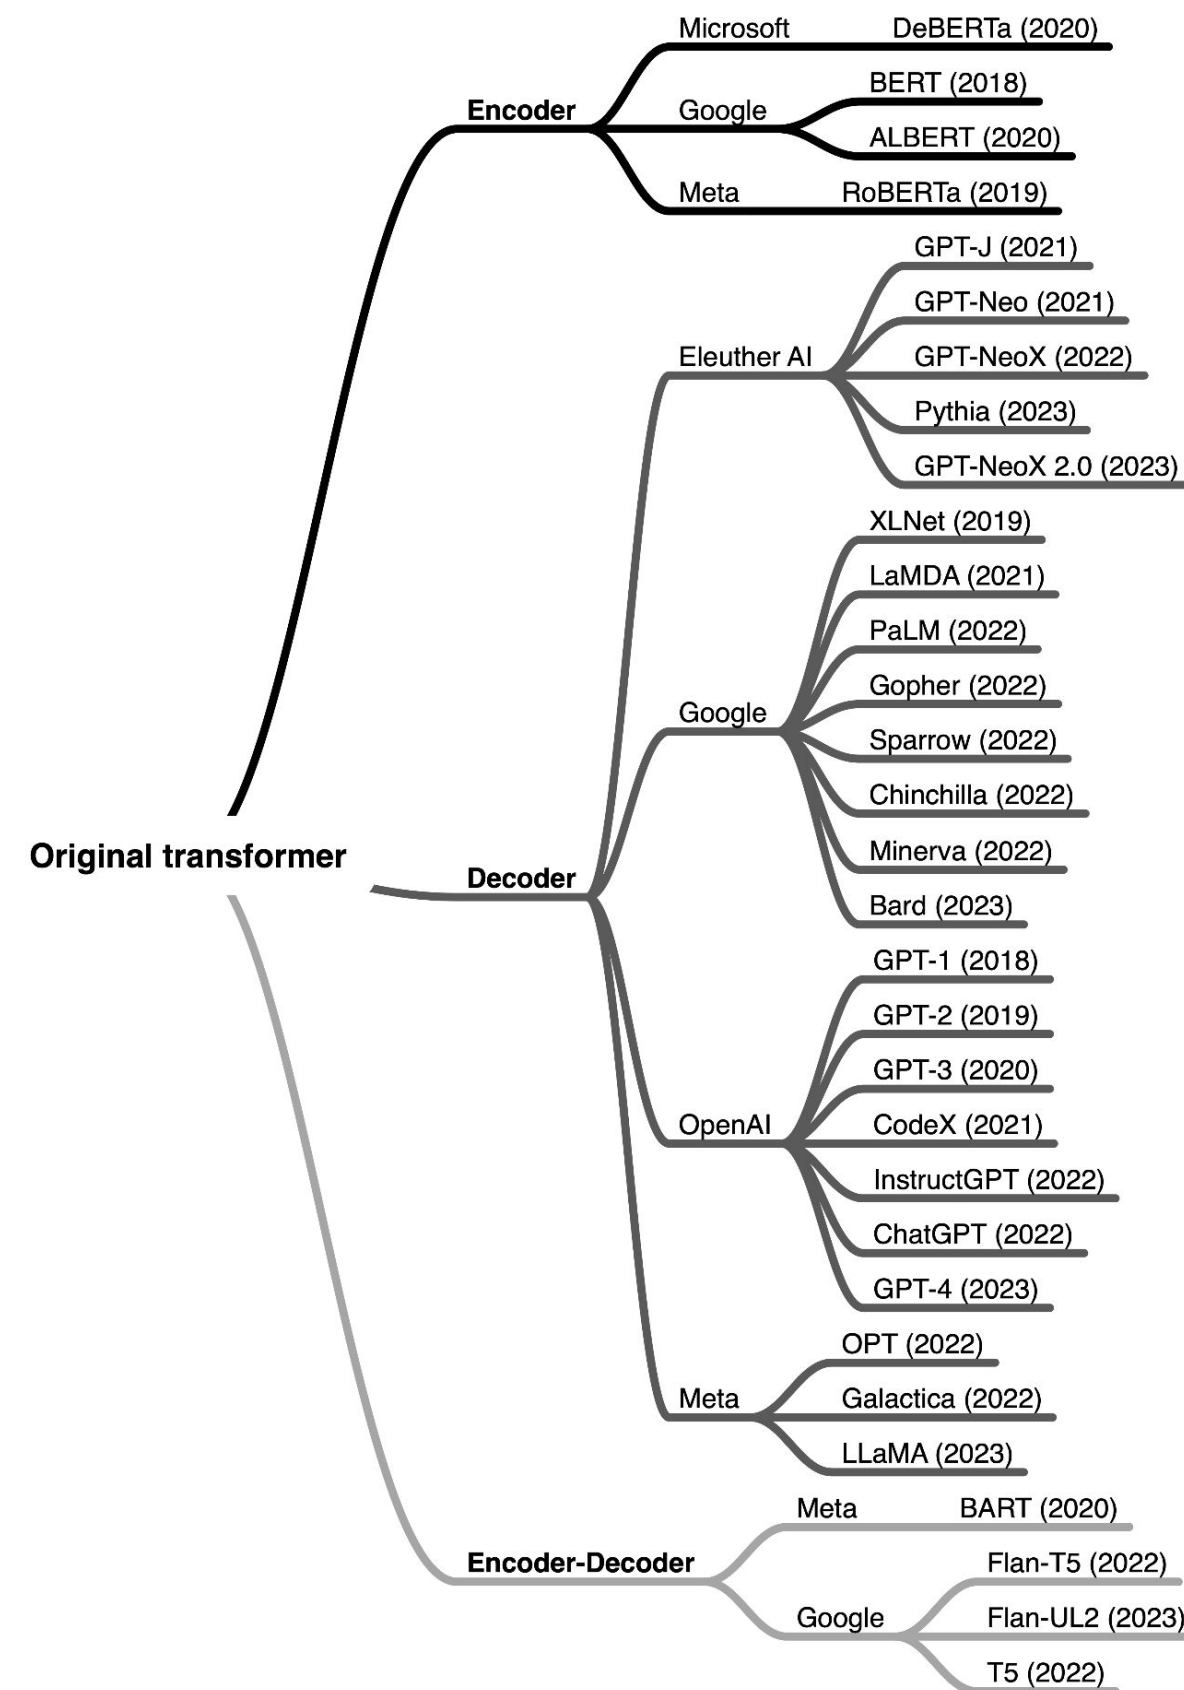 Microsoft DeBERTa (2020)
BERT (2018)
Encoder Google
ALBERT (2020)
Meta RoBERTa (2019)
GPT-J (2021)
GPT-Neo (2021)
Eleuther AI GPT-NeoX (2022)
Pythia (2023)
GPT-NeoX 2.0 (2023)
XLNet (2019)
LaMDA (2021)
PaLM (2022)
Gopher (2022)
Google
Sparrow (2022)
Chinchilla (2022)
Minerva (2022)
Original transformer
Decoder
Bard (2023)
GPT-1 (2018)
GPT-2 (2019)
GPT-3 (2020)
OpenAI CodeX (2021)
InstructGPT (2022)
ChatGPT (2022)
GPT-4 (2023)
OPT (2022)
Meta Galactica (2022)
LLaMA (2023)
Meta BART (2020)
Encoder-Decoder Flan-T5 (2022)
Google Flan-UL2 (2023)
T5 (2022)